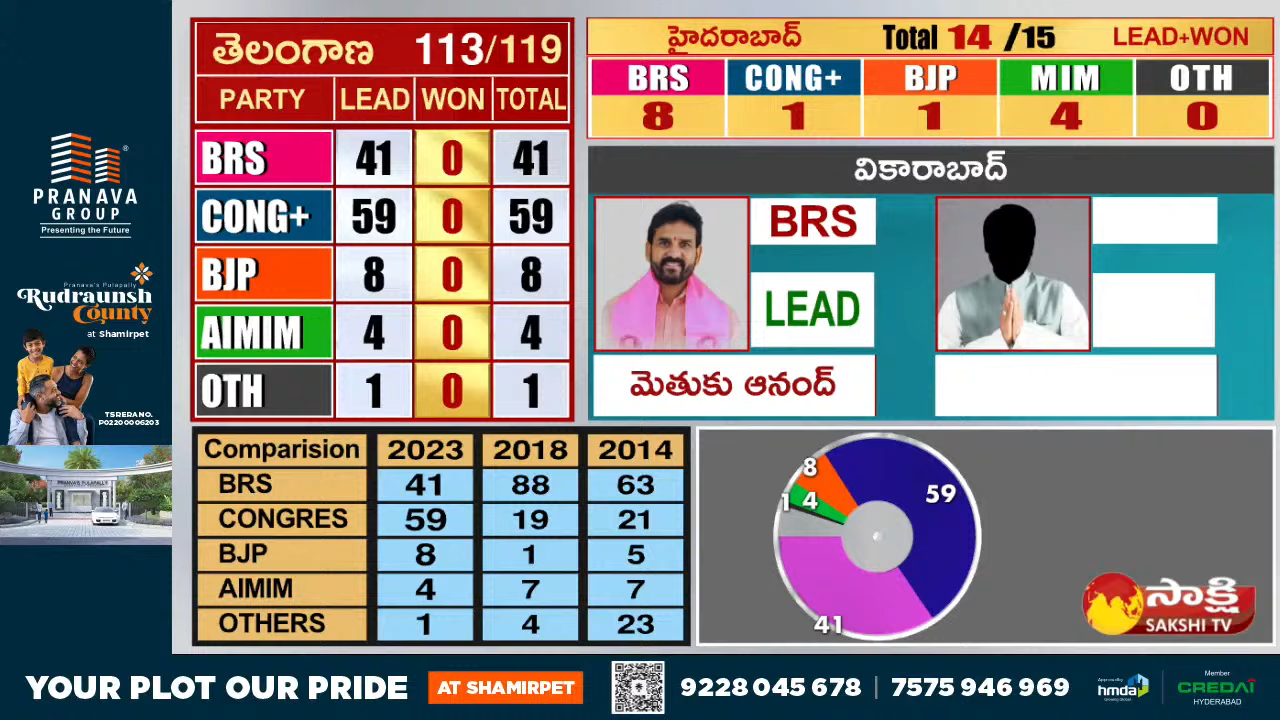 PRANAVA
GROUP
Presenting the Future
Pranava's Pulapally
Rudraunsh
County
at Shamirpet
TSRERANO.
P02200006203
తెలంగాణ 113/119
PARTY LEAD WON TOTAL
BRS 41 0 41
CONG+ 59 0 59
BJP 8 0 8
AIMIM 4 0 4
OTH 1 0 1
హైదరాబాద్ Total 14 /15 LEAD+WON
BRS CONG+ BJP MIM OTH
8 1 1 4 0
వికారాబాద్
BRS
LEAD
మెతుకు ఆనంద్
Comparision 2023 2018 2014
BRS 41 88 63
CONGRES 59 19 21
BJP 8 1 5
AIMIM 4 7 7
OTHERS 1 4 23
8
59
1 4
41
సాక్షి
SAKSHI TV
YOUR PLOT OUR PRIDE AT SHAMIRPET 9228 045 678 | 7575 946 969
Approved by
hmda
Member
CREDAI
HYDERABAD